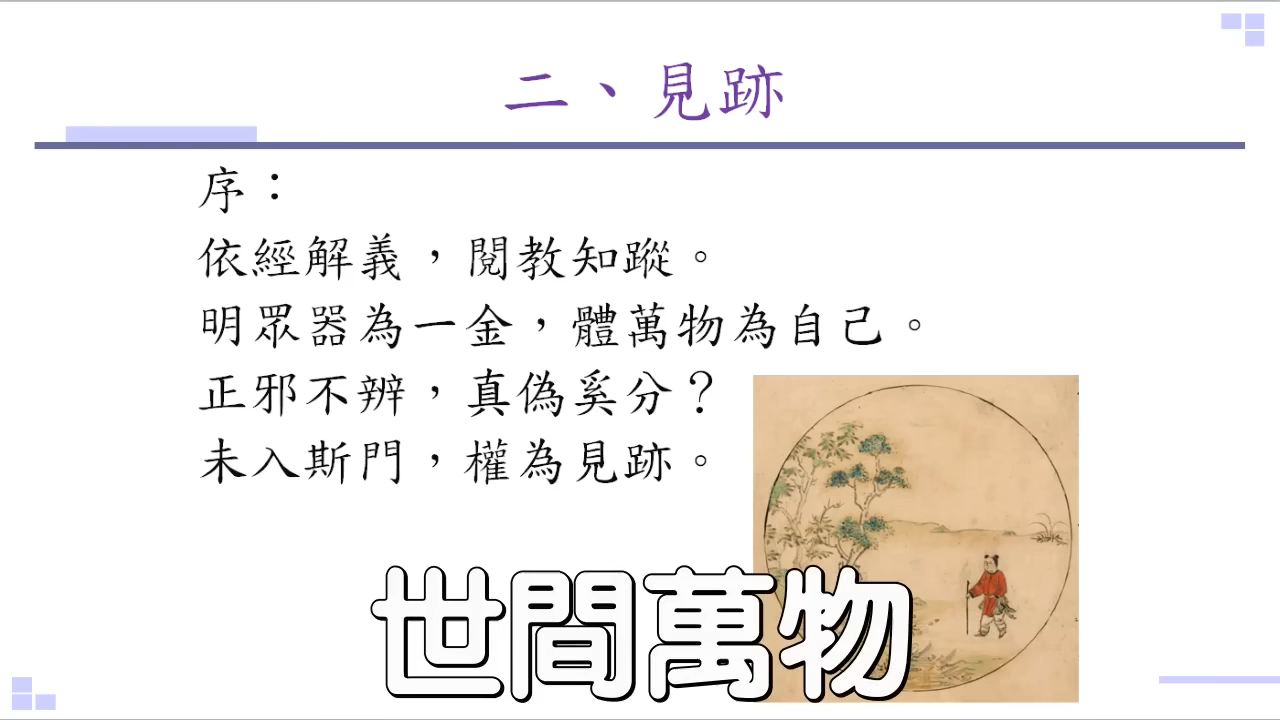 二、見跡
序：
依經解義，閱教知蹤。
明眾器為一金，體萬物為自己。
正邪不辨，真偽奚分？
未入斯門，權為見跡。
世間萬物